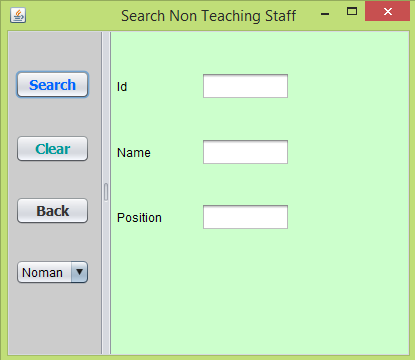 Search Non Teaching Staff
Search
Id
Clear
Name
Back
Position
Noman